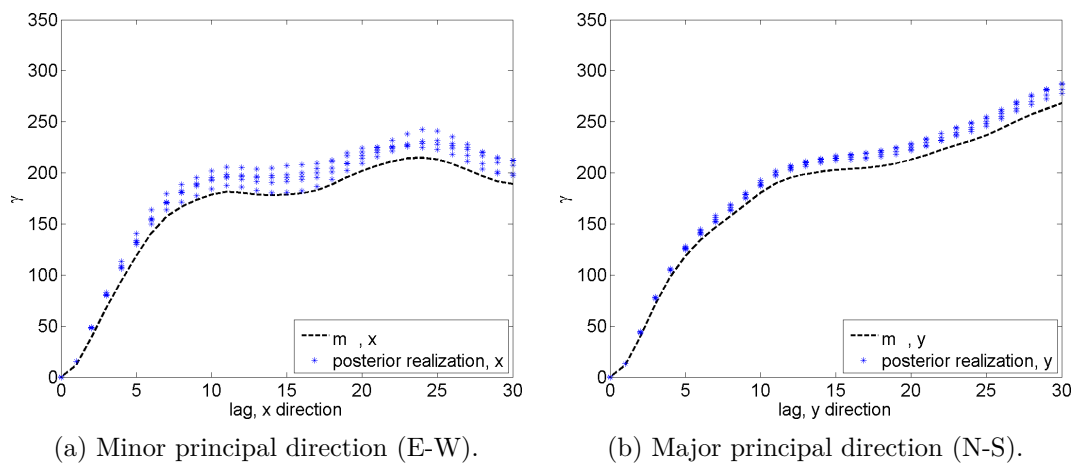 350
300
250
200
150
100
50
0
γ
0 5 10 15 20 25 30
lag, x direction
m , x
posterior realization, x
(a) Minor principal direction (E-W).
350
300
250
200
150
100
50
0
γ
0 5 10 15 20 25 30
lag, y direction
m , y
posterior realization, y
(b) Major principal direction (N-S).